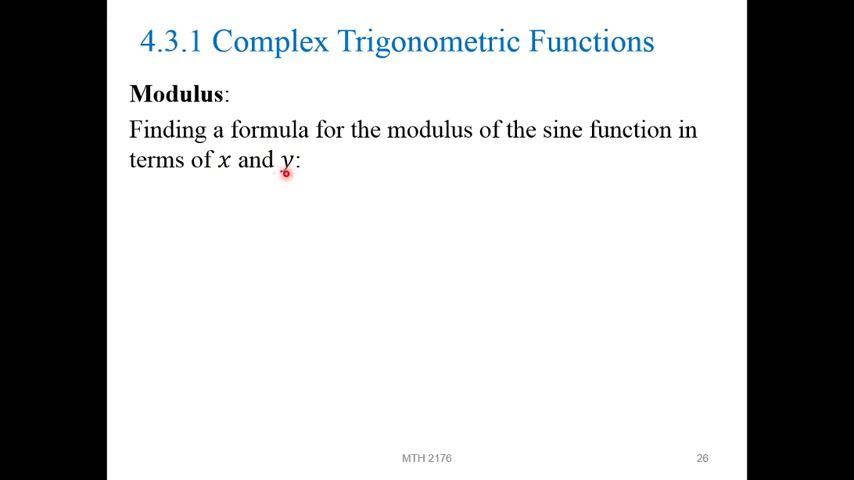 4.3.1 Complex Trigonometric Functions
Modulus:
Finding a formula for the modulus of the sine function in
terms of x and y:
MTH 2176
26